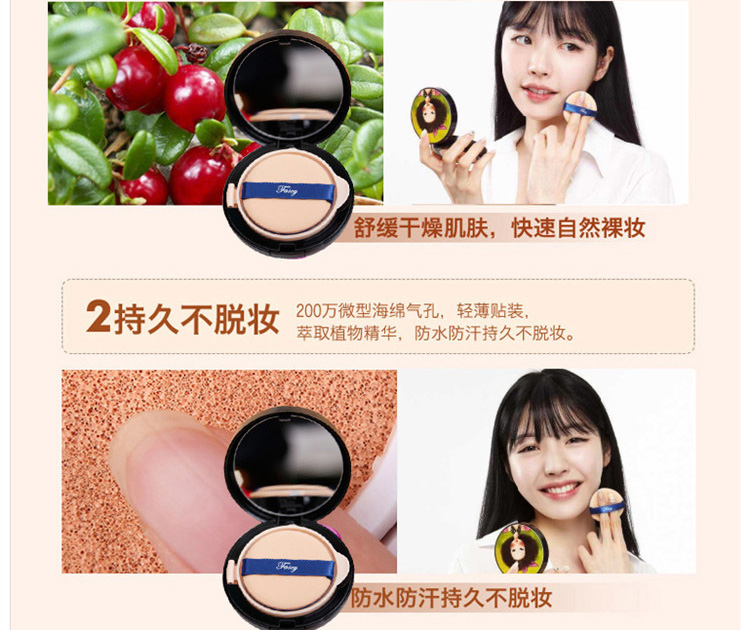 Fascy
舒缓干燥肌肤，快速自然裸妆
2持久不脱妆
200万微型海绵气孔，轻薄贴装，
萃取植物精华，防水防汗持久不脱妆。
Fascy
防水防汗持久不脱妆